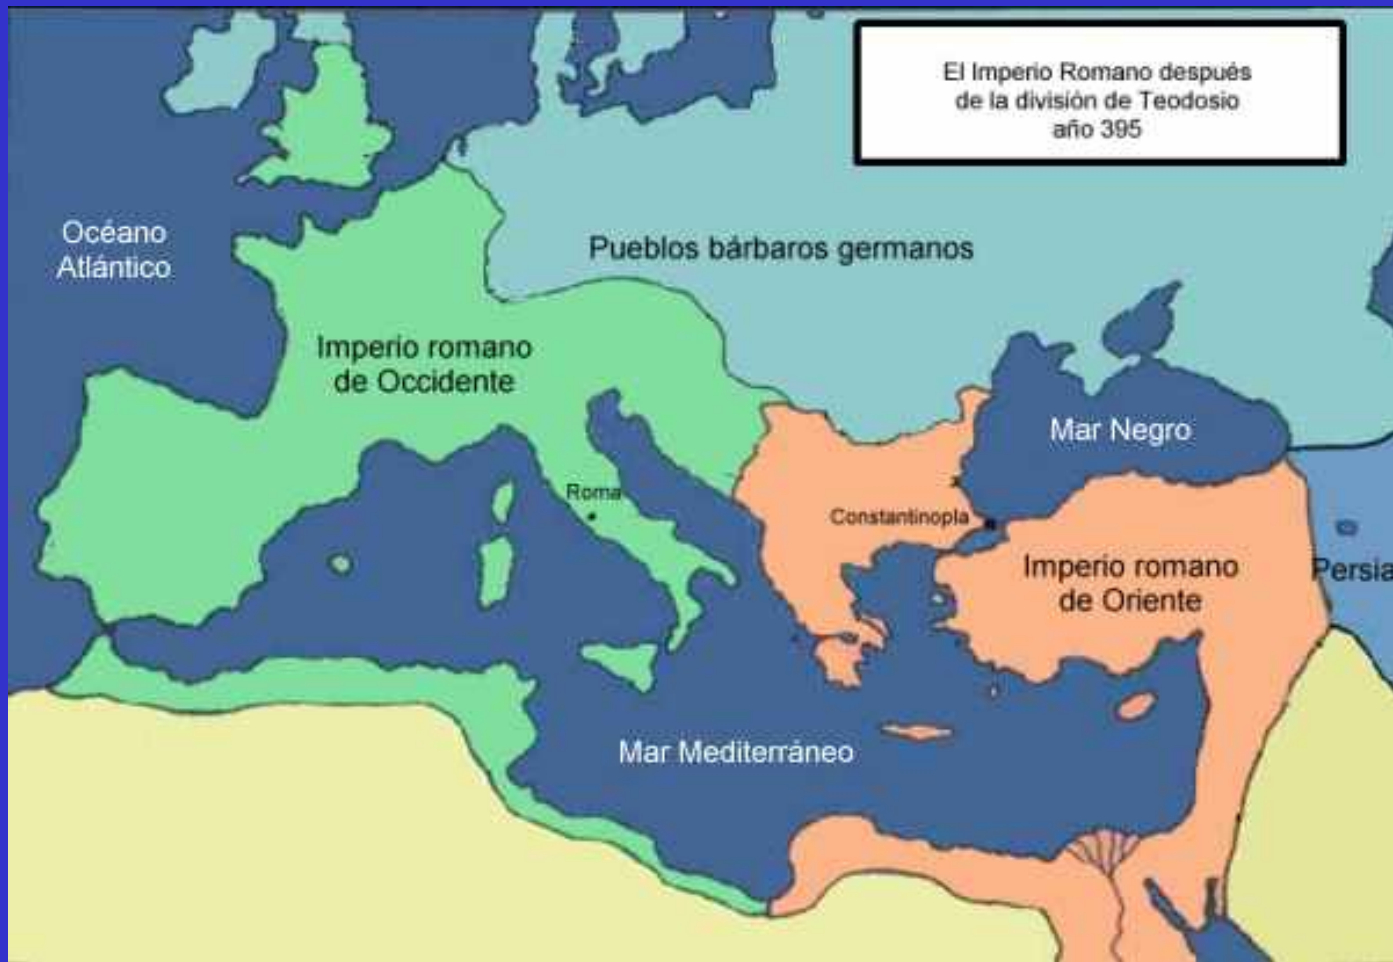 El Imperio Romano después
de la división de Teodosio
año 395
Océano
Atlántico
Pueblos bárbaros germanos
Imperio romano
de Occidente
Mar Negro
Roma
Constantinopla
Imperio romano
de Oriente
Persia
Mar Mediterráneo